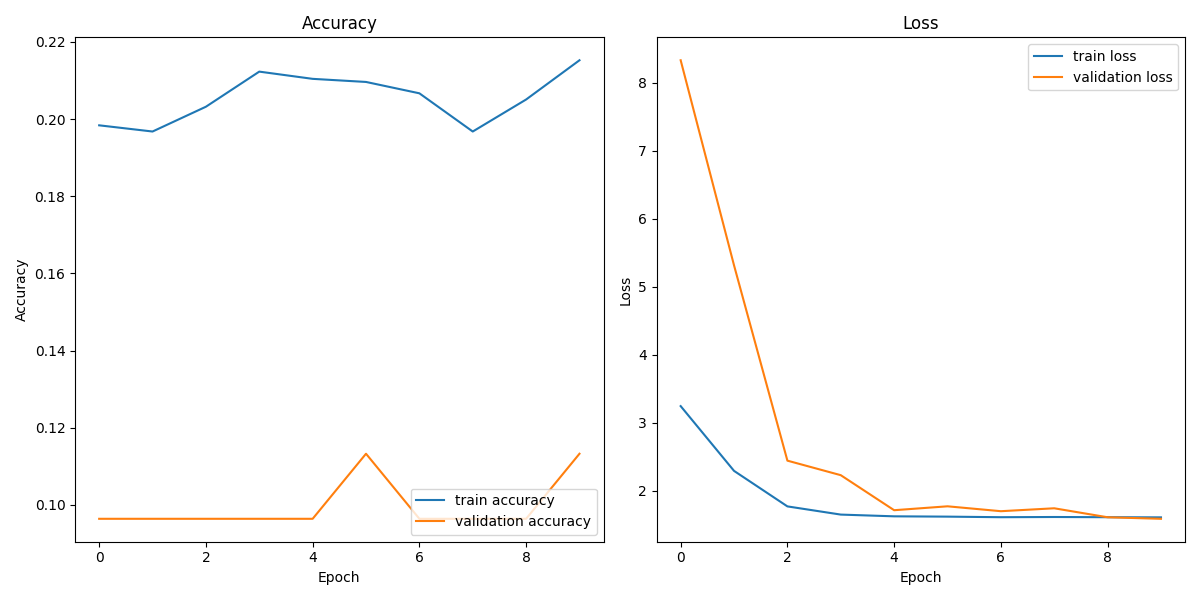 Accuracy
0.22
0.20
0.18
0.16
0.14
0.12
0.10
Accuracy
train accuracy
validation accuracy
0 2 4 6 8
Epoch
Loss
8
7
6
5
4
3
2
Loss
train loss
validation loss
0 2 4 6 8
Epoch